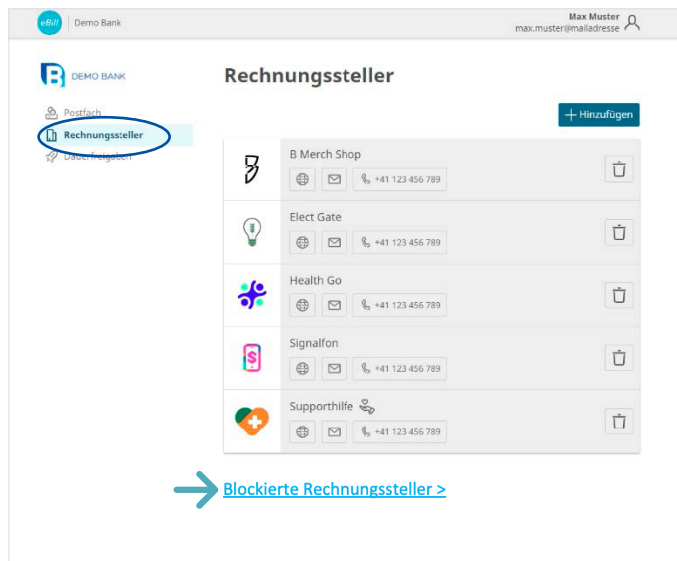 eBill Demo Bank
Max Muster
max.muster@mailadresse
DEMO BANK
Postfach
Rechnungssteller
Dauerfreigaben
Rechnungssteller
Hinzufügen
B Merch Shop
+41 123 456 789
Elect Gate
+41 123 456 789
Health Go
+41 123 456 789
Signalfon
+41 123 456 789
Supporthilfe
+41 123 456 789
Blockierte Rechnungssteller >